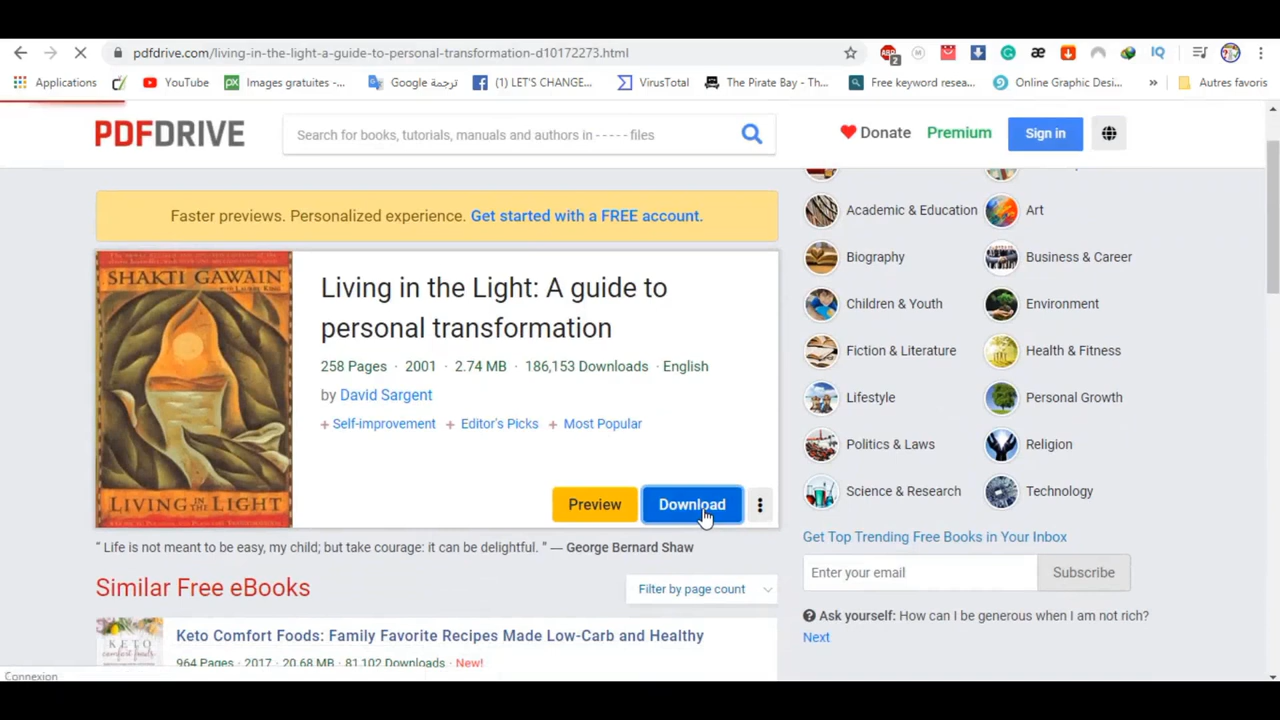 pdfdrive.com/living-in-the-light-a-guide-to-personal-transformation-d10172273.html
ABP
2
IQ
Applications
YouTube
px
Images gratuites -...
ترجمة Google
(1) LET'S CHANGE...
VirusTotal
The Pirate Bay - Th...
Free keyword resea...
Online Graphic Desi...
»
Autres favoris
PDFDRIVE
Search for books, tutorials, manuals and authors in ----- files
Donate
Premium
Sign in
Faster previews. Personalized experience. Get started with a FREE account.
SHAKTI GAWAIN
LIVING IN THE LIGHT
Living in the Light: A guide to
personal transformation
258 Pages · 2001 · 2.74 MB · 186,153 Downloads · English
by David Sargent
+ Self-improvement + Editor's Picks + Most Popular
Preview
Download
“ Life is not meant to be easy, my child; but take courage: it can be delightful. ” — George Bernard Shaw
Similar Free eBooks
Filter by page count
KETO
comfort foods
Keto Comfort Foods: Family Favorite Recipes Made Low-Carb and Healthy
964 Pages · 2017 · 20.68 MB · 81,102 Downloads · New!
Academic & Education
Art
Biography
Business & Career
Children & Youth
Environment
Fiction & Literature
Health & Fitness
Lifestyle
Personal Growth
Politics & Laws
Religion
Science & Research
Technology
Get Top Trending Free Books in Your Inbox
Enter your email
Subscribe
Ask yourself: How can I be generous when I am not rich?
Next
Connexion